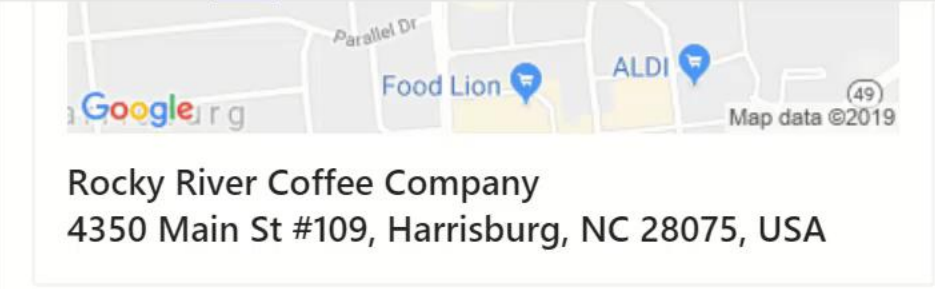 Parallel Dr
ALDI
Food Lion
49
Google
r g
Map data ©2019
Rocky River Coffee Company
4350 Main St #109, Harrisburg, NC 28075, USA